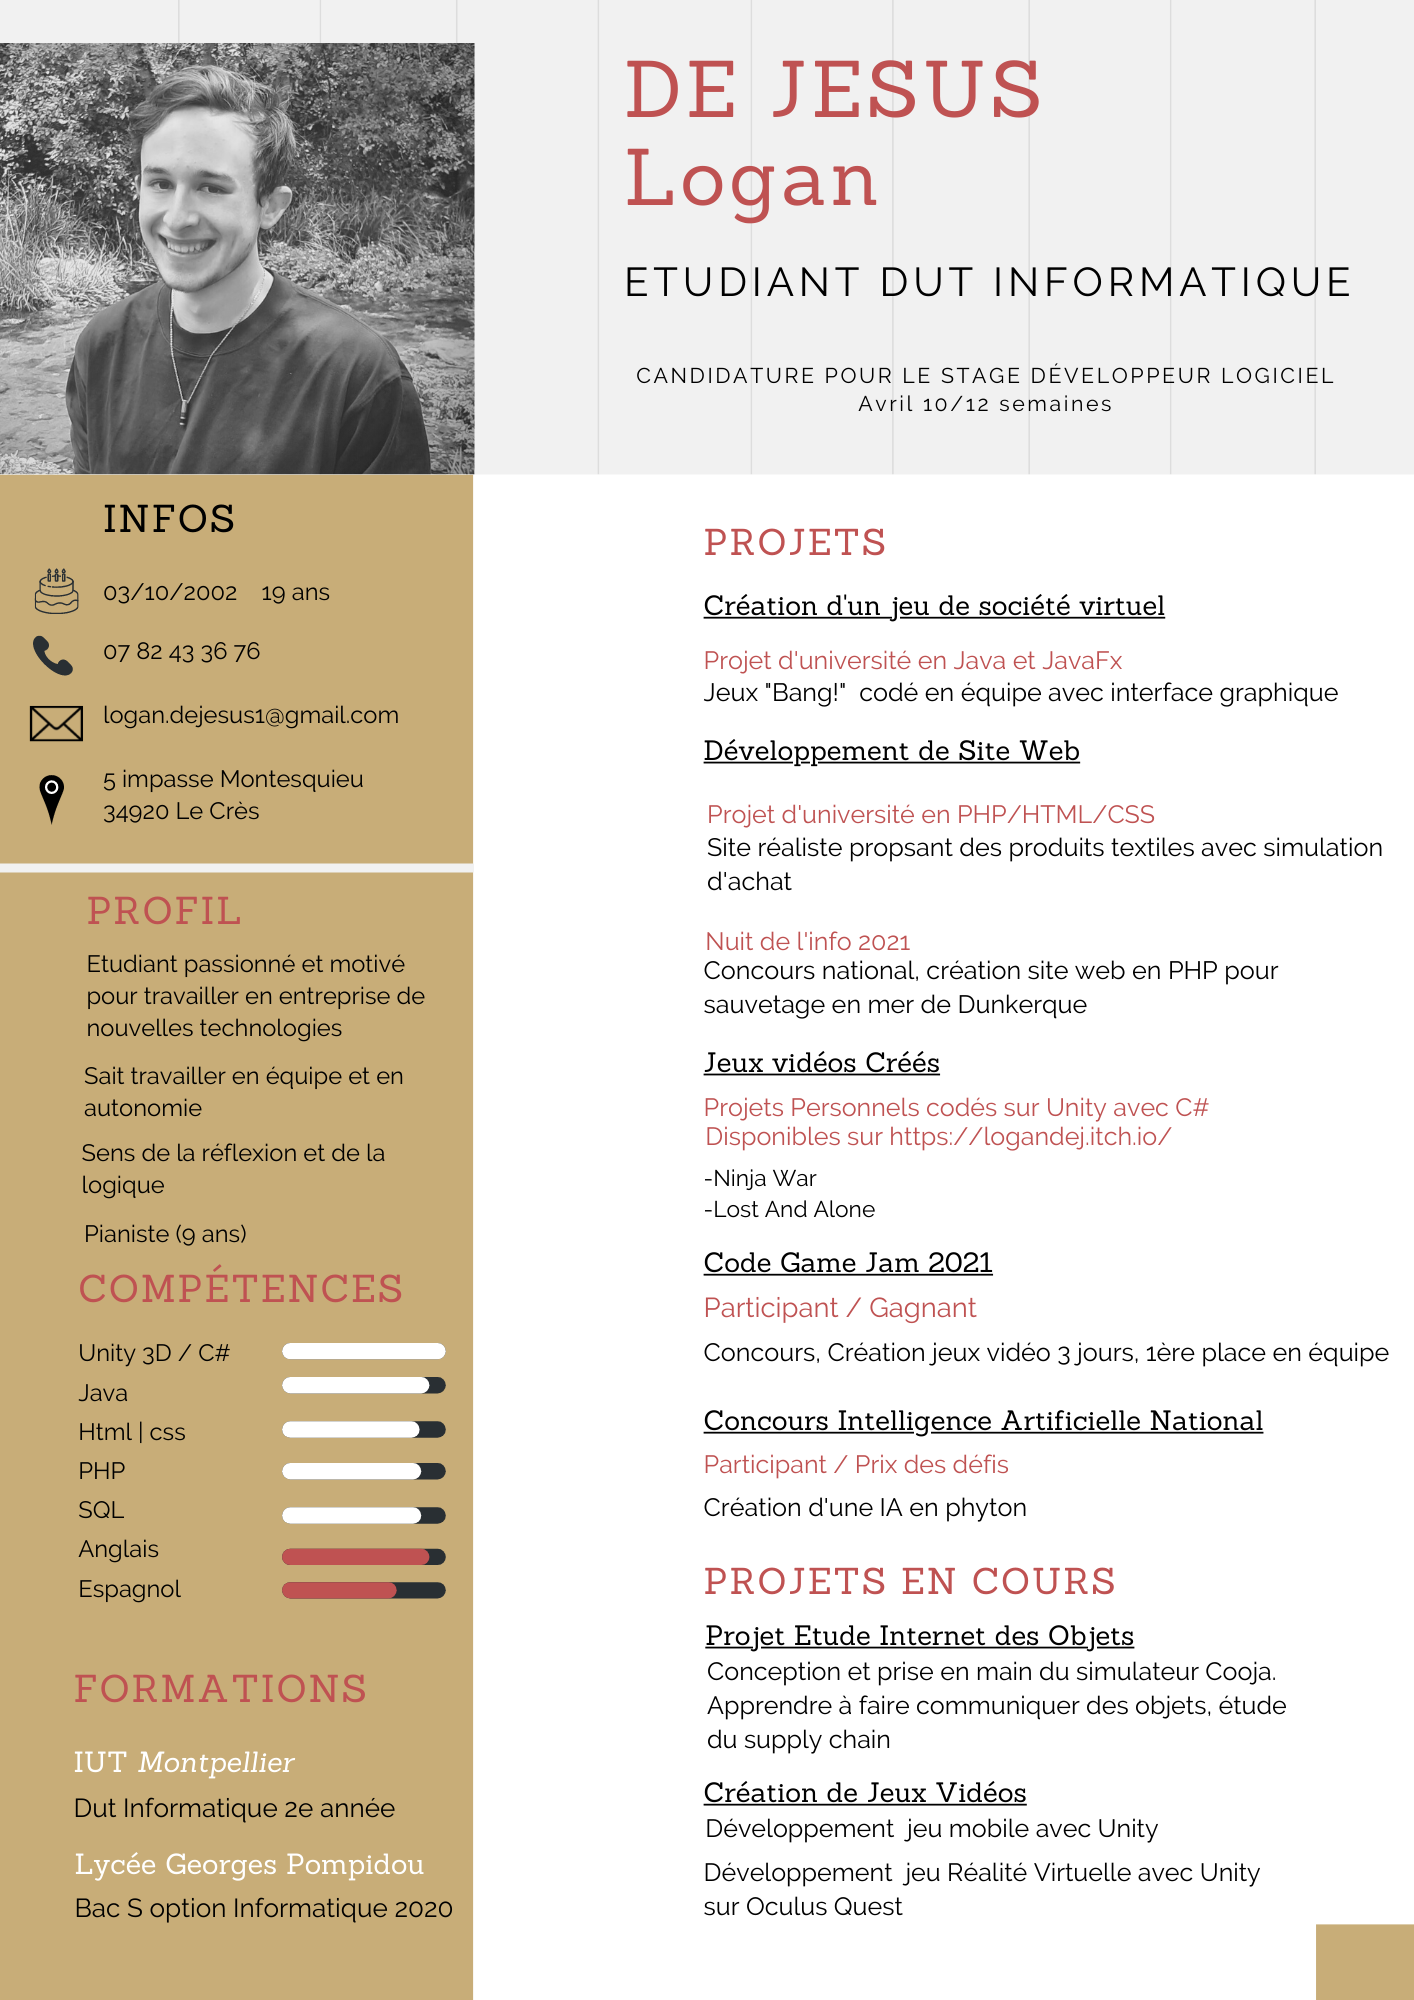 DE JESUS
Logan
ETUDIANT DUT INFORMATIQUE
CANDIDATURE POUR LE STAGE DÉVELOPPEUR LOGICIEL
Avril 10/12 semaines
INFOS
03/10/2002 19 ans
07 82 43 36 76
logan.dejesus1@gmail.com
5 impasse Montesquieu
34920 Le Crès
PROFIL
Etudiant passionné et motivé
pour travailler en entreprise de
nouvelles technologies
Sait travailler en équipe et en
autonomie
Sens de la réflexion et de la
logique
Pianiste (9 ans)
COMPÉTENCES
Unity 3D / C#
Java
Html | css
PHP
SQL
Anglais
Espagnol
FORMATIONS
IUT Montpellier
Dut Informatique 2e année
Lycée Georges Pompidou
Bac S option Informatique 2020
PROJETS
Création d'un jeu de société virtuel
Projet d'université en Java et JavaFx
Jeux "Bang!" codé en équipe avec interface graphique
Développement de Site Web
Projet d'université en PHP/HTML/CSS
Site réaliste propsant des produits textiles avec simulation
d'achat
Nuit de l'info 2021
Concours national, création site web en PHP pour
sauvetage en mer de Dunkerque
Jeux vidéos Créés
Projets Personnels codés sur Unity avec C#
Disponibles sur https://logandej.itch.io/
-Ninja War
-Lost And Alone
Code Game Jam 2021
Participant / Gagnant
Concours, Création jeux vidéo 3 jours, 1ère place en équipe
Concours Intelligence Artificielle National
Participant / Prix des défis
Création d'une IA en phyton
PROJETS EN COURS
Projet Etude Internet des Objets
Conception et prise en main du simulateur Cooja.
Apprendre à faire communiquer des objets, étude
du supply chain
Création de Jeux Vidéos
Développement jeu mobile avec Unity
Développement jeu Réalité Virtuelle avec Unity
sur Oculus Quest